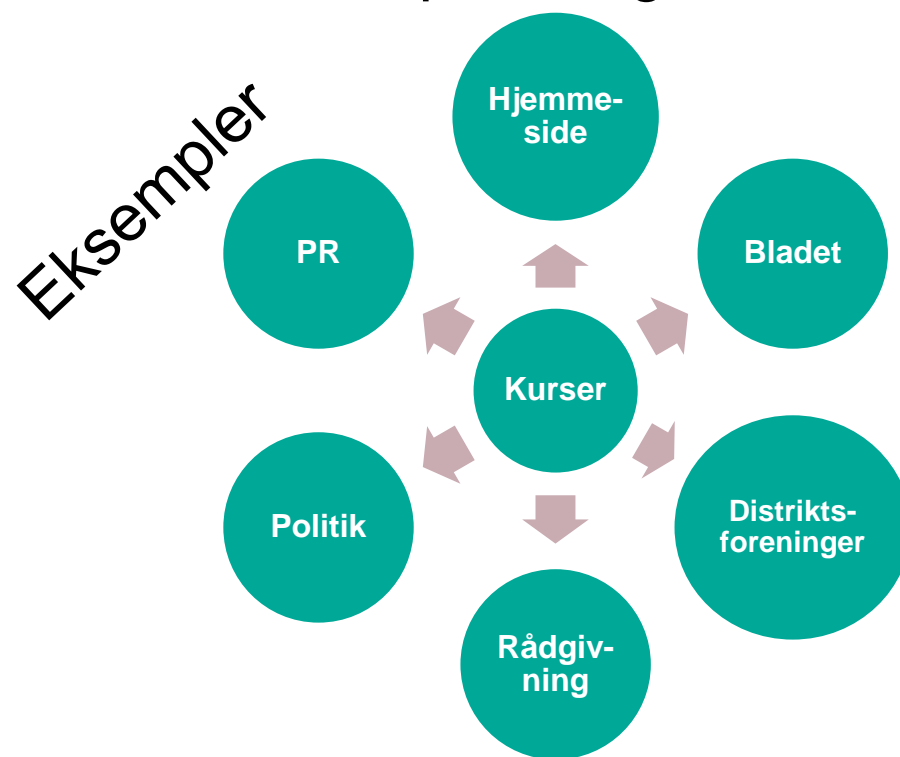 Eksempler
Hjemme-
side
PR
Bladet
Kurser
Politik
Distrikts-
foreninger
Rådgiv-
ning